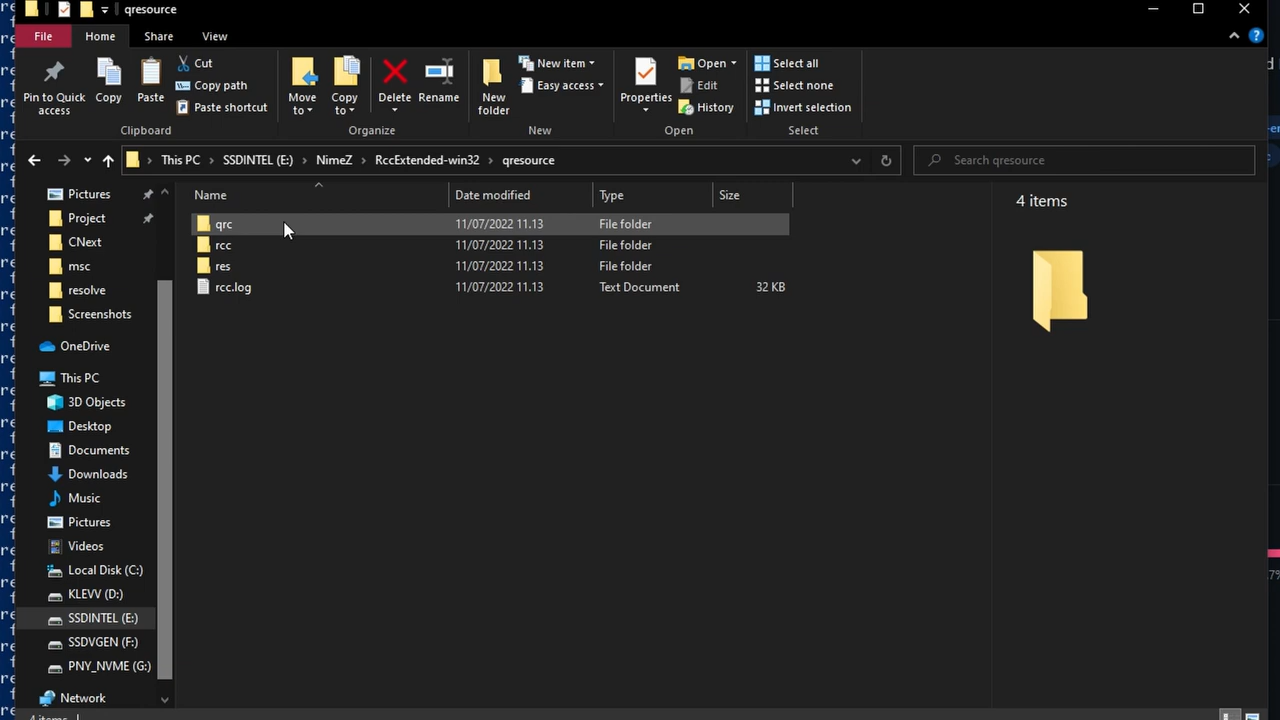 qresource
File Home Share View
Pin to Quick access
Copy
Paste
Cut
Copy path
Paste shortcut
Clipboard
Move to
Copy to
Delete
Rename
Organize
New folder
New item
Easy access
New
Properties
Open
Edit
History
Open
Select all
Select none
Invert selection
Select
This PC > SSDINTEL (E:) > NimeZ > RccExtended-win32 > qresource
Search qresource
Pictures
Project
CNext
msc
resolve
Screenshots
OneDrive
This PC
3D Objects
Desktop
Documents
Downloads
Music
Pictures
Videos
Local Disk (C:)
KLEVV (D:)
SSDINTEL (E:)
SSDVGEN (F:)
PNY_NVME (G:)
Network
Name Date modified Type Size
qrc 11/07/2022 11.13 File folder
rcc 11/07/2022 11.13 File folder
res 11/07/2022 11.13 File folder
rcc.log 11/07/2022 11.13 Text Document 32 KB
4 items
4 items